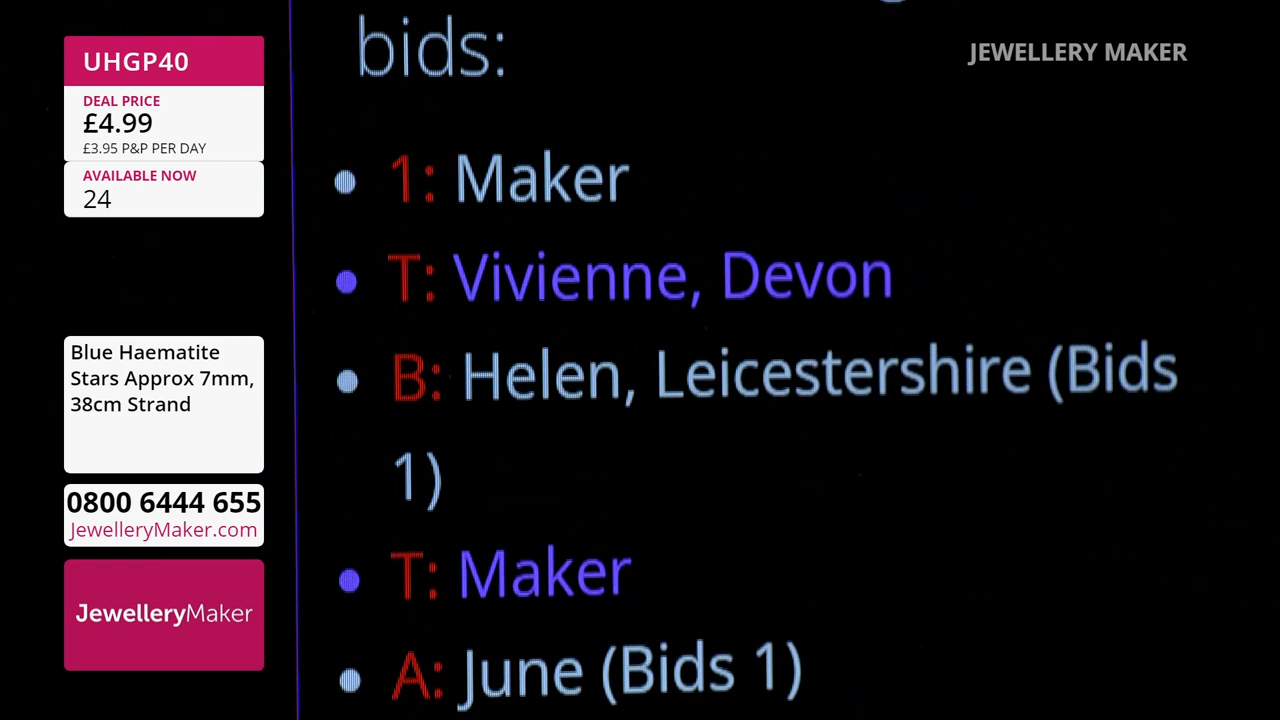 UHGP40
DEAL PRICE
£4.99
£3.95 P&P PER DAY
AVAILABLE NOW
24
Blue Haematite
Stars Approx 7mm,
38cm Strand
0800 6444 655
JewelleryMaker.com
JewelleryMaker
JEWELLERY MAKER
bids:
• 1: Maker
• T: Vivienne, Devon
• B: Helen, Leicestershire (Bids
1)
• T: Maker
• A: June (Bids 1)